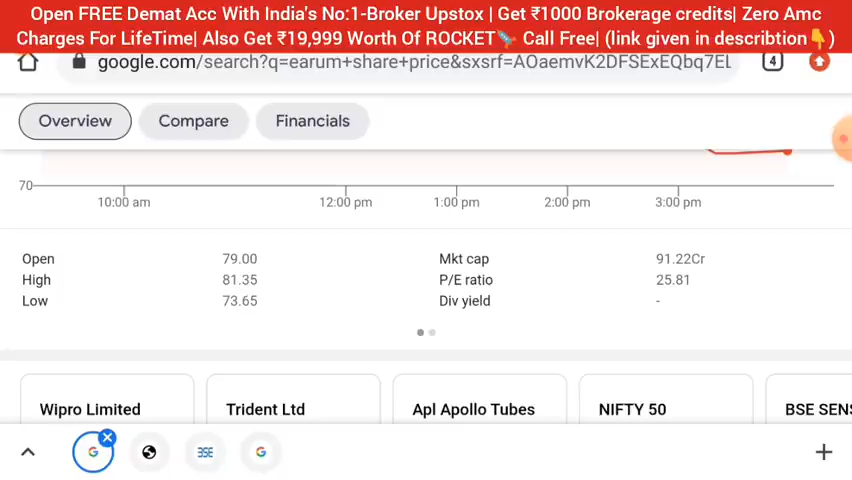 Open FREE Demat Acc With India's No:1-Broker Upstox | Get ₹1000 Brokerage credits| Zero Amc
Charges For LifeTime| Also Get ₹19,999 Worth Of ROCKET🚀 Call Free| (link given in describtion👇)
google.com/search?q=earum+share+price&sxsrf=AOaemvK2DFSExEQbq7EL
4
Overview
Compare
Financials
70
10:00 am
12:00 pm
1:00 pm
2:00 pm
3:00 pm
Open 79.00 Mkt cap 91.22Cr
High 81.35 P/E ratio 25.81
Low 73.65 Div yield -
Wipro Limited
Trident Ltd
Apl Apollo Tubes
NIFTY 50
BSE SENS
G
BSE
G